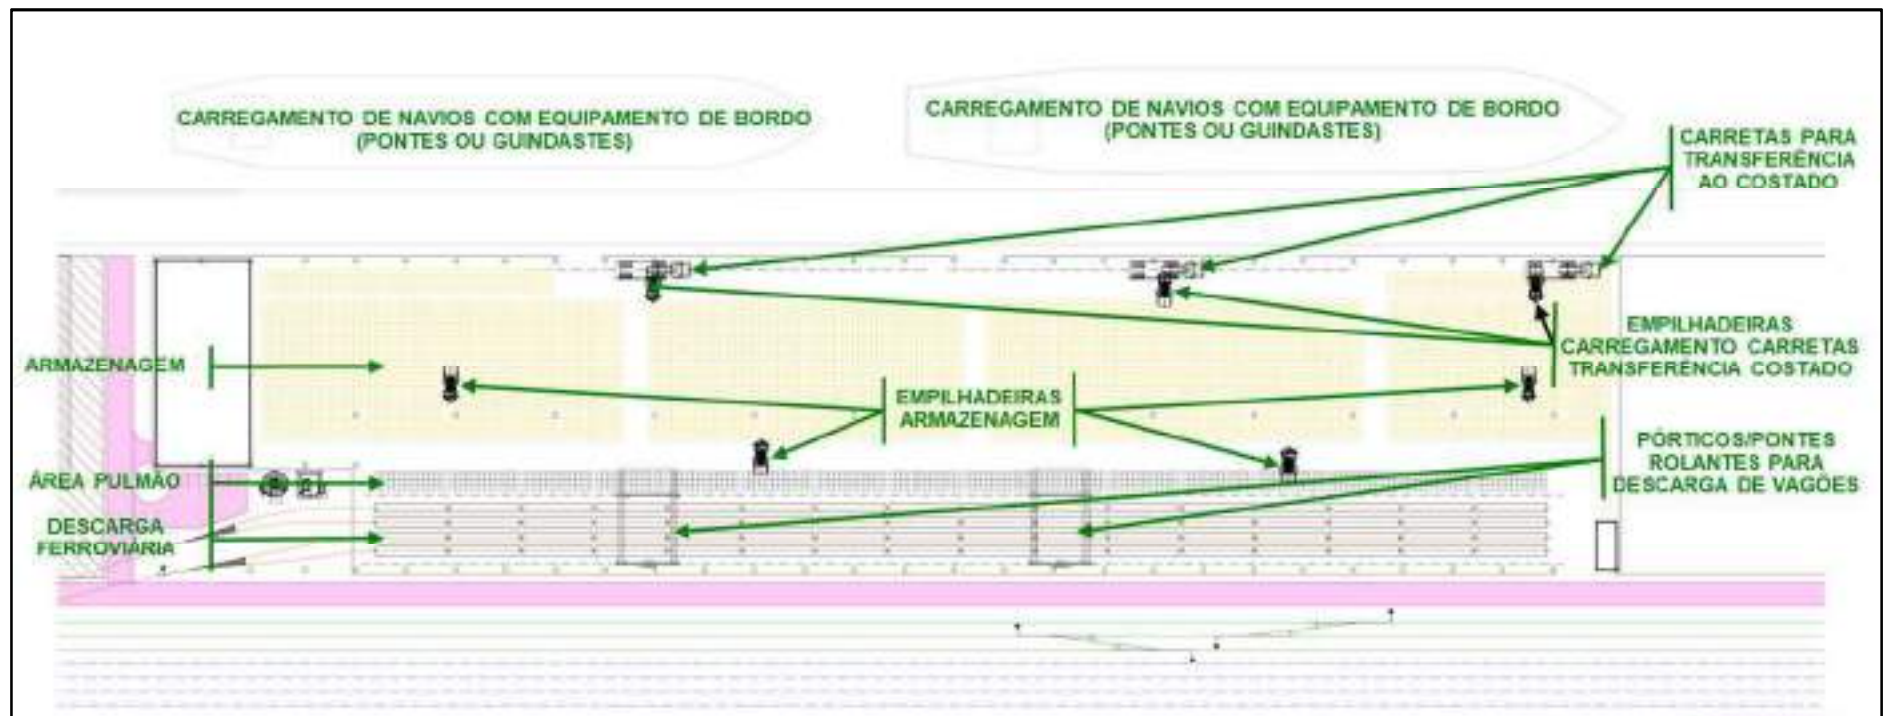 CARREGAMENTO DE NAVIOS COM EQUIPAMENTO DE BORDO
(PONTES OU GUINDASTES)
CARREGAMENTO DE NAVIOS COM EQUIPAMENTO DE BORDO
(PONTES OU GUINDASTES)
CARRETAS PARA
TRANSFERÊNCIA
AO COSTADO
ARMAZENAGEM
EMPILHADEIRAS
ARMAZENAGEM
EMPILHADEIRAS
CARREGAMENTO CARRETAS
TRANSFERÊNCIA COSTADO
ÁREA PULMÃO
PÓRTICOS/PONTES
ROLANTES PARA
DESCARGA DE VAGÕES
DESCARGA
FERROVIÁRIA